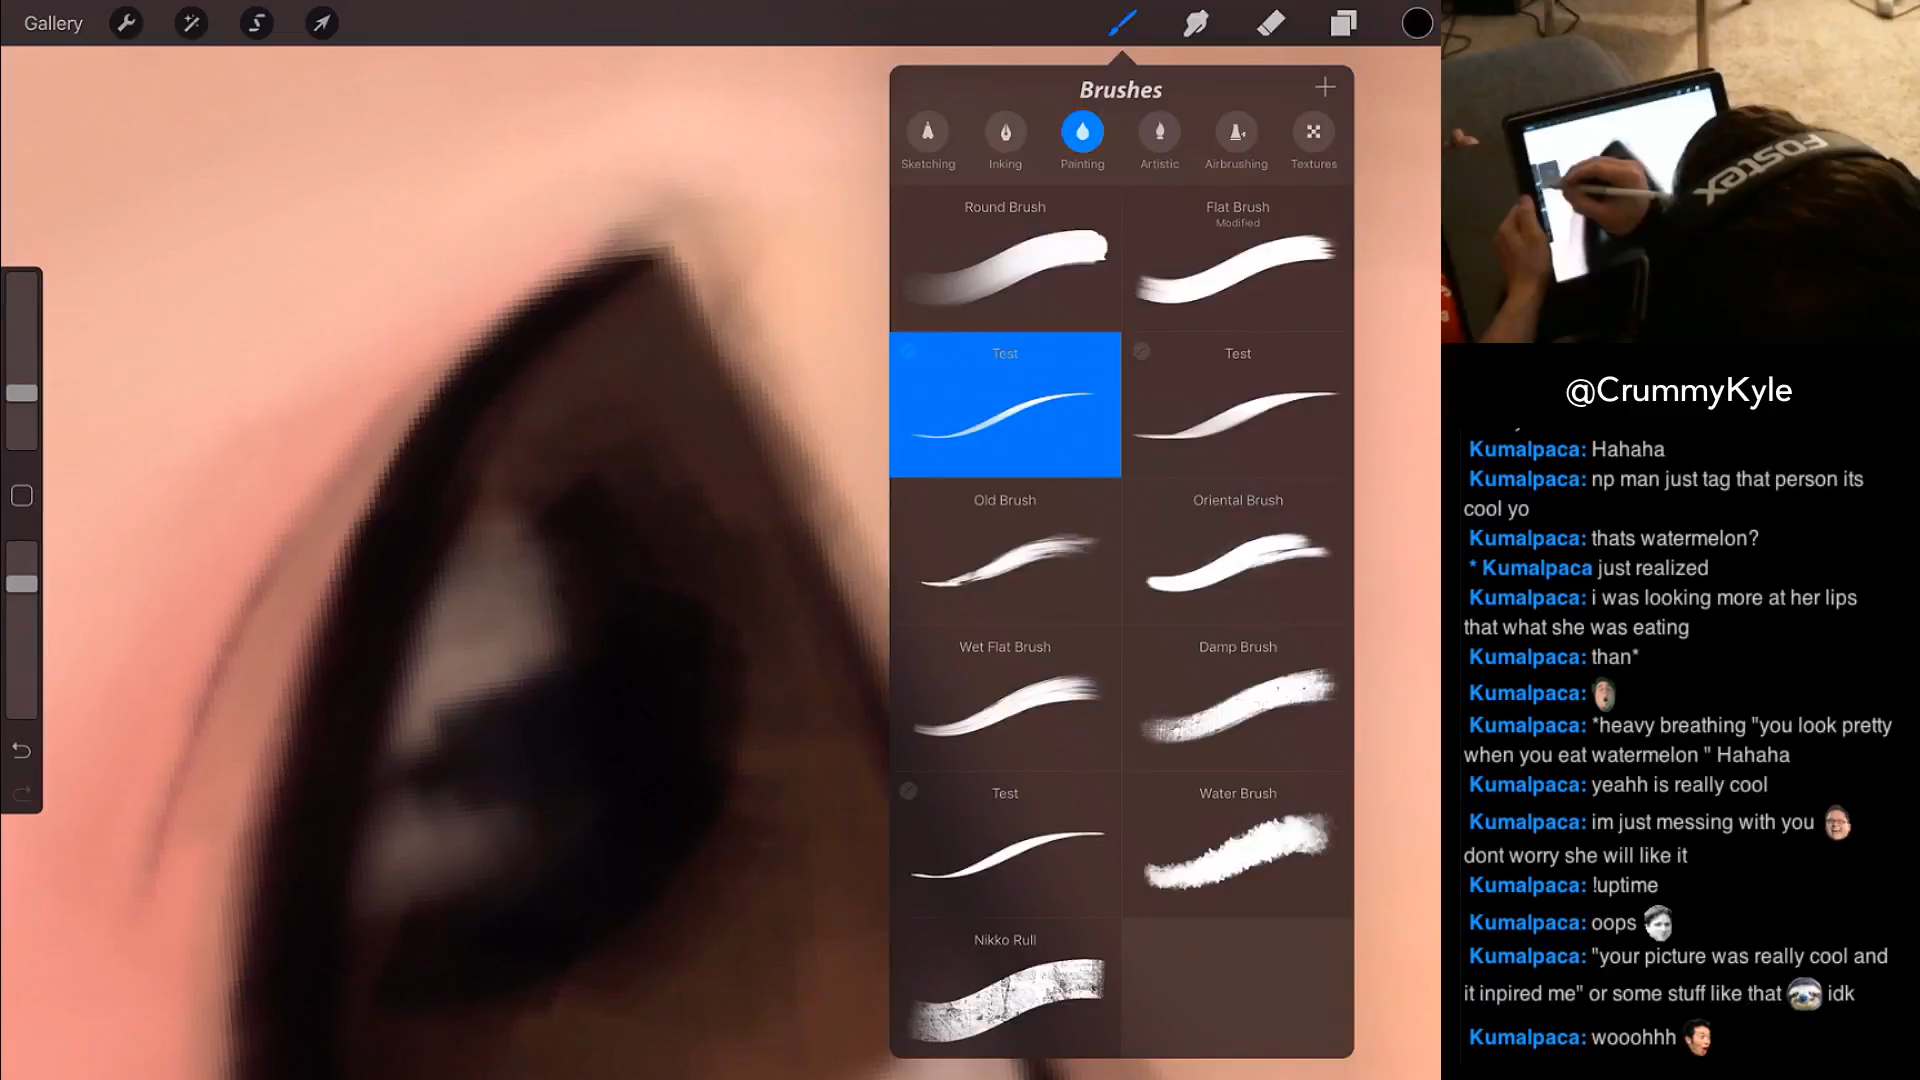 Gallery
Brushes
Sketching
Inking
Painting
Artistic
Airbrushing
Textures
Round Brush
Flat Brush
Modified
Test
Test
Old Brush
Oriental Brush
Wet Flat Brush
Damp Brush
Test
Water Brush
Nikko Rull
FOSTEX
@CrummyKyle
Kumalpaca: Hahaha
Kumalpaca: np man just tag that person its
cool yo
Kumalpaca: thats watermelon?
* Kumalpaca just realized
Kumalpaca: i was looking more at her lips
that what she was eating
Kumalpaca: than*
Kumalpaca:
Kumalpaca: *heavy breathing "you look pretty
when you eat watermelon " Hahaha
Kumalpaca: yeahh is really cool
Kumalpaca: im just messing with you
dont worry she will like it
Kumalpaca: !uptime
Kumalpaca: oops
Kumalpaca: "your picture was really cool and
it inpired me" or some stuff like that idk
Kumalpaca: wooohhh